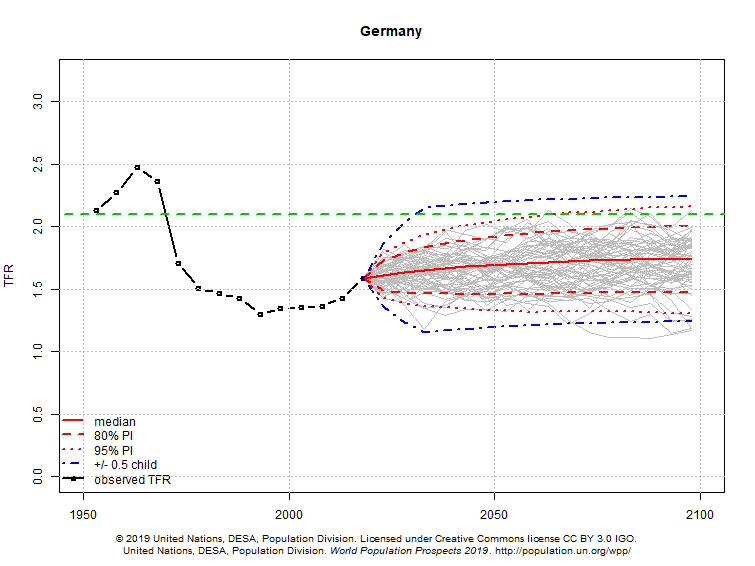 Germany
TFR
3.0
2.5
2.0
1.5
1.0
0.5
0.0
median
80% PI
95% PI
+/- 0.5 child
observed TFR
1950 2000 2050 2100
© 2019 United Nations, DESA, Population Division. Licensed under Creative Commons license CC BY 3.0 IGO.
United Nations, DESA, Population Division. World Population Prospects 2019. http://population.un.org/wpp/